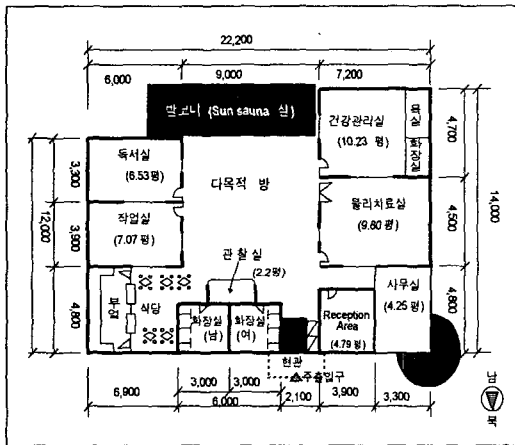 22,200
6,000
9,000
7,200
발코니 (Sun sauna 실)
건강관리실
(10.23 평)
욕실
화장실
4,700
14,000
12,000
3,300
독서실
(6.53평)
다목적 방
물리치료실
(9.60 평)
4,500
3,900
작업실
(7.07 평)
관찰실
(2.2평)
4,800
부엌
식당
화장실
(남)
화장실
(여)
사무실
(4.25 평)
Reception
Area
(4.79 평)
4,800
현관
주출입구
6,900
3,000
3,000
6,000
2,100
3,900
3,300
남
북